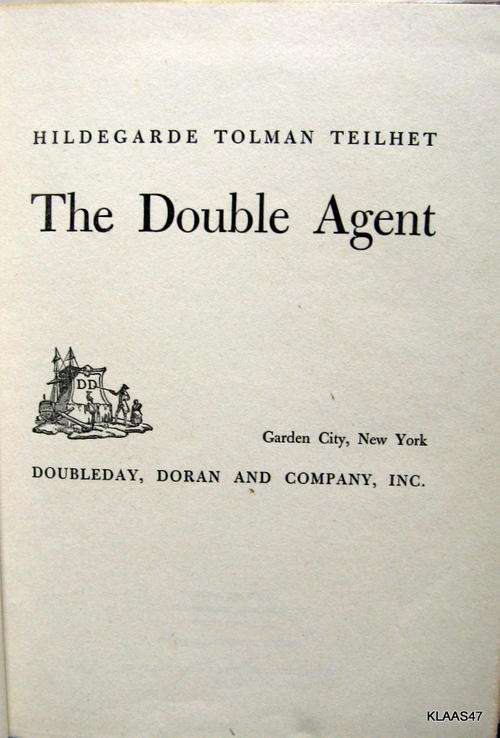 HILDEGARDE TOLMAN TEILHET
The Double Agent
DD
Garden City, New York
DOUBLEDAY, DORAN AND COMPANY, INC.
KLAAS47